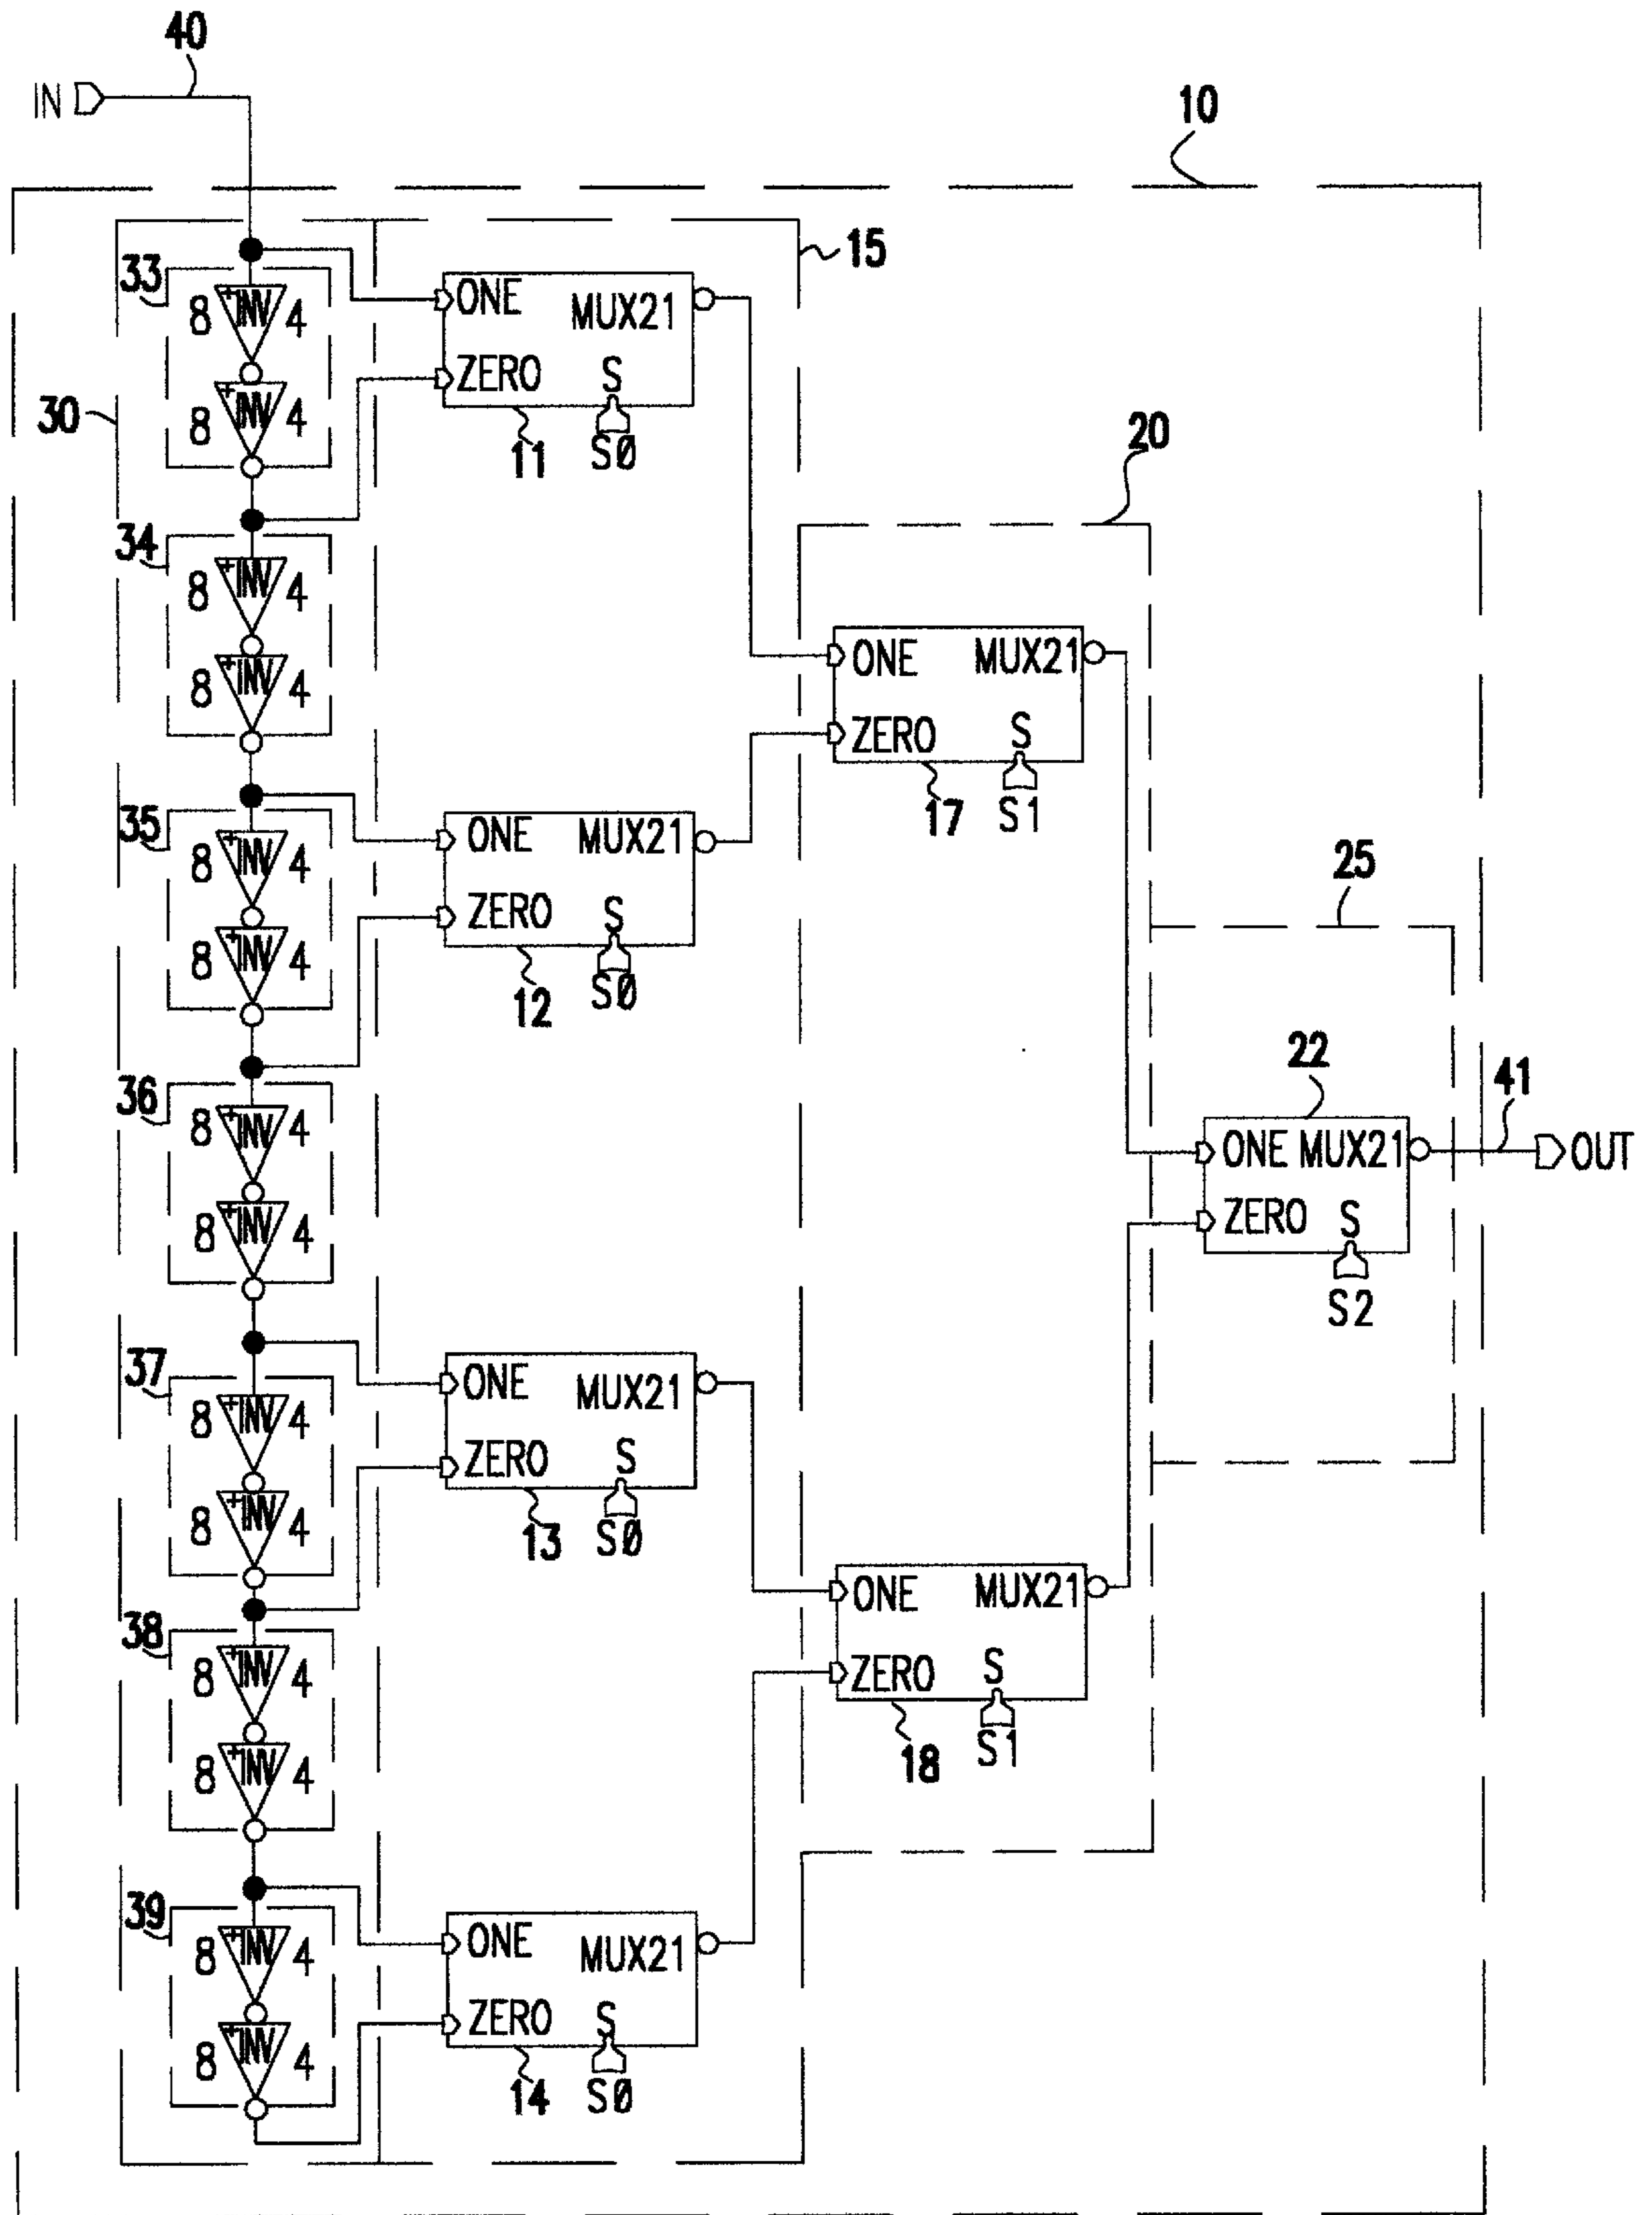 40
IN
10
15
33
8 INV 4
8 INV 4
30
ONE MUX21
ZERO S
11 SØ
20
34
8 INV 4
8 INV 4
ONE MUX21
ZERO S
17 S1
35
8 INV 4
8 INV 4
ONE MUX21
ZERO S
12 SØ
25
36
8 INV 4
8 INV 4
22
41
ONE MUX21
OUT
ZERO S
S2
37
8 INV 4
8 INV 4
ONE MUX21
ZERO S
13 SØ
38
8 INV 4
8 INV 4
ONE MUX21
ZERO S
18 S1
39
8 INV 4
8 INV 4
ONE MUX21
ZERO S
14 SØ